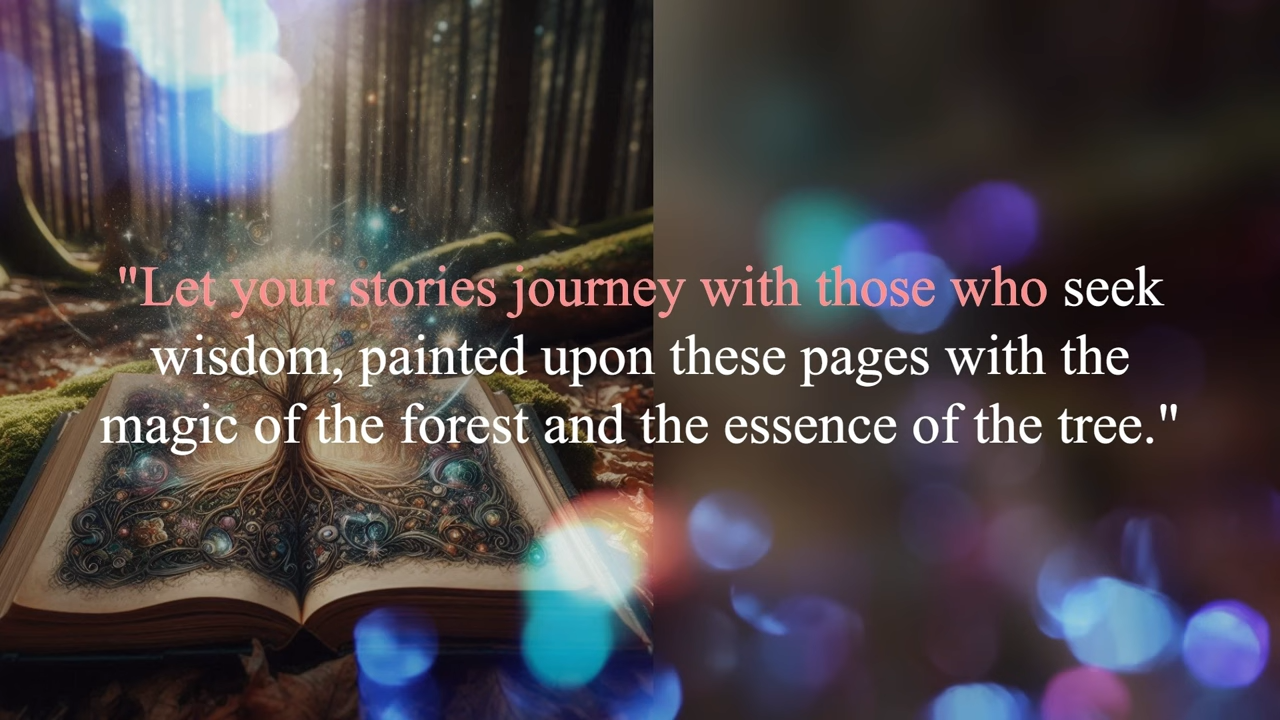 "Let your stories journey with those who seek
wisdom, painted upon these pages with the
magic of the forest and the essence of the tree."